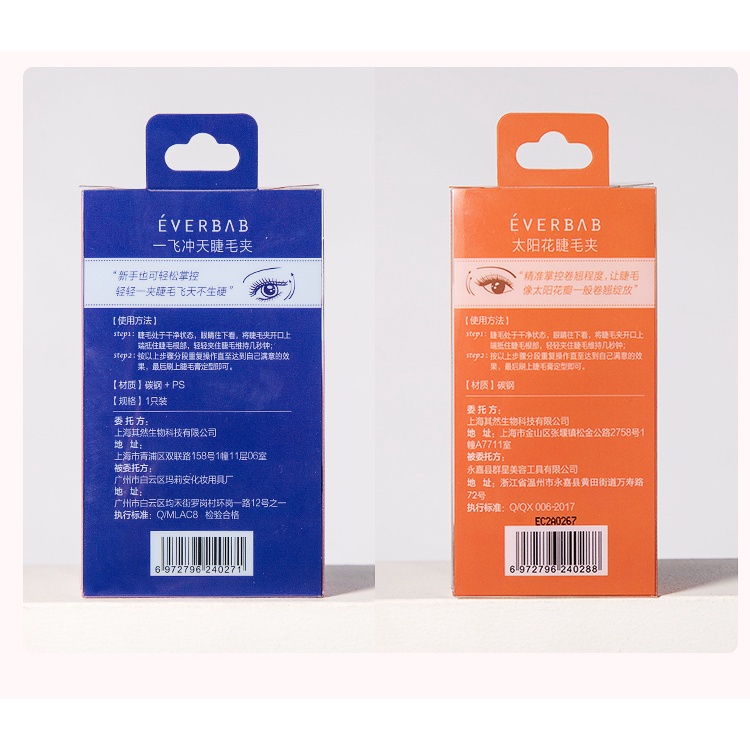 ÉVERBAB
一飞冲天睫毛夹
“新手也可轻松掌控
轻轻一夹睫毛飞天不生硬”
【使用方法】
step1：睫毛处于干净状态，眼睛往下看，将睫毛夹开口上
端抵住睫毛根部，轻轻夹住睫毛维持几秒钟；
step2：按以上步骤分段重复操作直至达到自己满意的效
果，最后刷上睫毛膏定型即可。
【材质】碳钢 + PS
【规格】1只装
委托方：
上海其然生物科技有限公司
地 址：
上海市青浦区双联路158号1幢11层06室
被委托方：
广州市白云区玛莉安化妆用具厂
地 址：
广州市白云区均禾街罗岗村环岗一路12号之一
执行标准：Q/MLAC8 检验合格
6 972796 240271
ÉVERBAB
太阳花睫毛夹
“精准掌控卷翘程度，让睫毛
像太阳花瓣一般卷翘绽放”
【使用方法】
step1：睫毛处于干净状态，眼睛往下看，将睫毛夹开口上
端抵住睫毛根部，轻轻夹住睫毛维持几秒钟；
step2：按以上步骤分段重复操作直至达到自己满意的效
果，最后刷上睫毛膏定型即可。
【材质】碳钢
委托方：
上海其然生物科技有限公司
地 址：上海市金山区张堰镇松金公路2758号1
幢A7711室
被委托方：
永嘉县群星美容工具有限公司
地 址：浙江省温州市永嘉县黄田街道万寿路
72号
执行标准：Q/QX 006-2017
EC2A0267
6 972796 240288